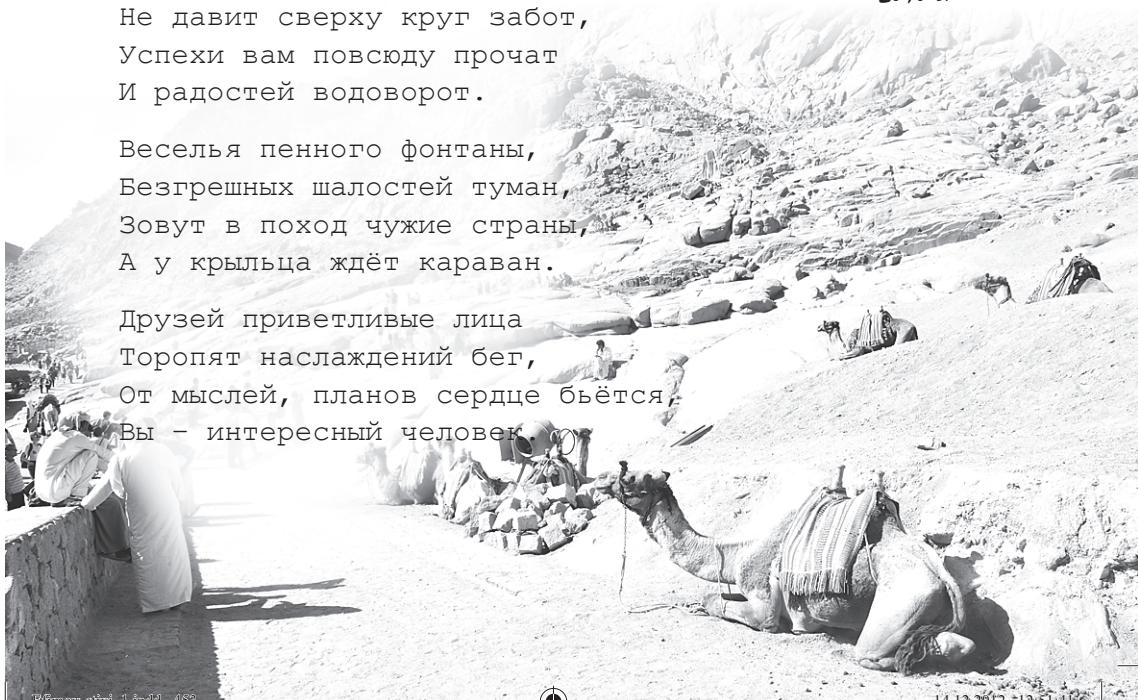 Не давит сверху круг забот,
Успехи вам повсюду прочат
И радостей водоворот.
Веселья пенного фонтаны,
Безгрешных шалостей туман,
Зовут в поход чужие страны,
А у крыльца ждёт караван.
Друзей приветливые лица
Торопят наслаждений бег,
От мыслей, планов сердце бьётся,
Вы – интересный человек.